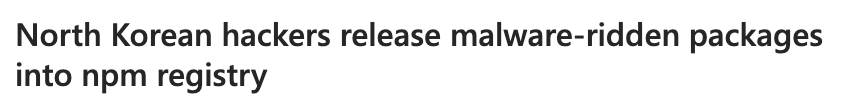 North Korean hackers release malware-ridden packages
into npm registry